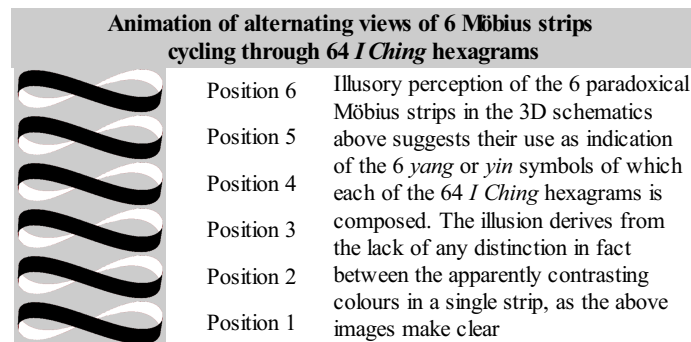 Animation of alternating views of 6 Möbius strips
cycling through 64 I Ching hexagrams
Position 6
Position 5
Position 4
Position 3
Position 2
Position 1
Illusory perception of the 6 paradoxical
Möbius strips in the 3D schematics
above suggests their use as indication
of the 6 yang or yin symbols of which
each of the 64 I Ching hexagrams is
composed. The illusion derives from
the lack of any distinction in fact
between the apparently contrasting
colours in a single strip, as the above
images make clear